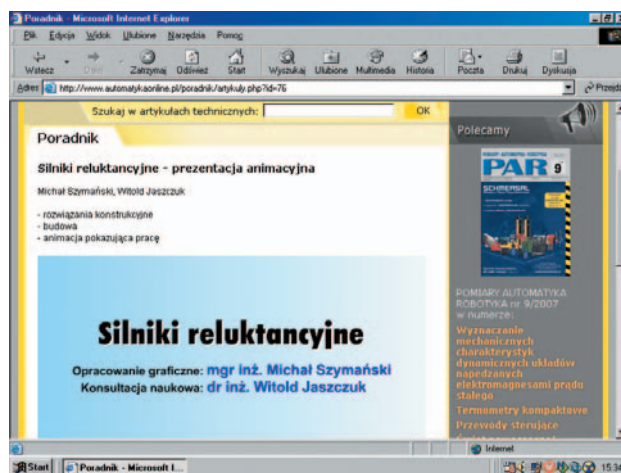 Poradnik - Microsoft Internet Explorer
Plik Edycja Widok Ulubione Narzędzia Pomoc
Wstecz Dalej Zatrzymaj Odśwież Start Wyszukaj Ulubione Multimedia Historia Poczta Drukuj Dyskusja
Adres http://www.automatykaonline.pl/poradnik/artykuly.php?id=76 Przejdź
Szukaj w artykułach technicznych: OK
Poradnik
Silniki reluktancyjne - prezentacja animacyjna
Michał Szymański, Witold Jaszczuk
- rozwiązania konstrukcyjne
- budowa
- animacja pokazująca pracę
Silniki reluktancyjne
Opracowanie graficzne: mgr inż. Michał Szymański
Konsultacja naukowa: dr inż. Witold Jaszczuk
Polecamy
PAR 9
SCHMERSAL
POMIARY AUTOMATYKA
ROBOTYKA nr 9/2007
w numerze:
Wyznaczanie
mechanicznych
charakterystyk
dynamicznych układów
napędzanych
elektromagnesami prądu
stałego
Termometry kompaktowe
Przewody sterujące
Internet
Start Poradnik - Microsoft I... 15:34